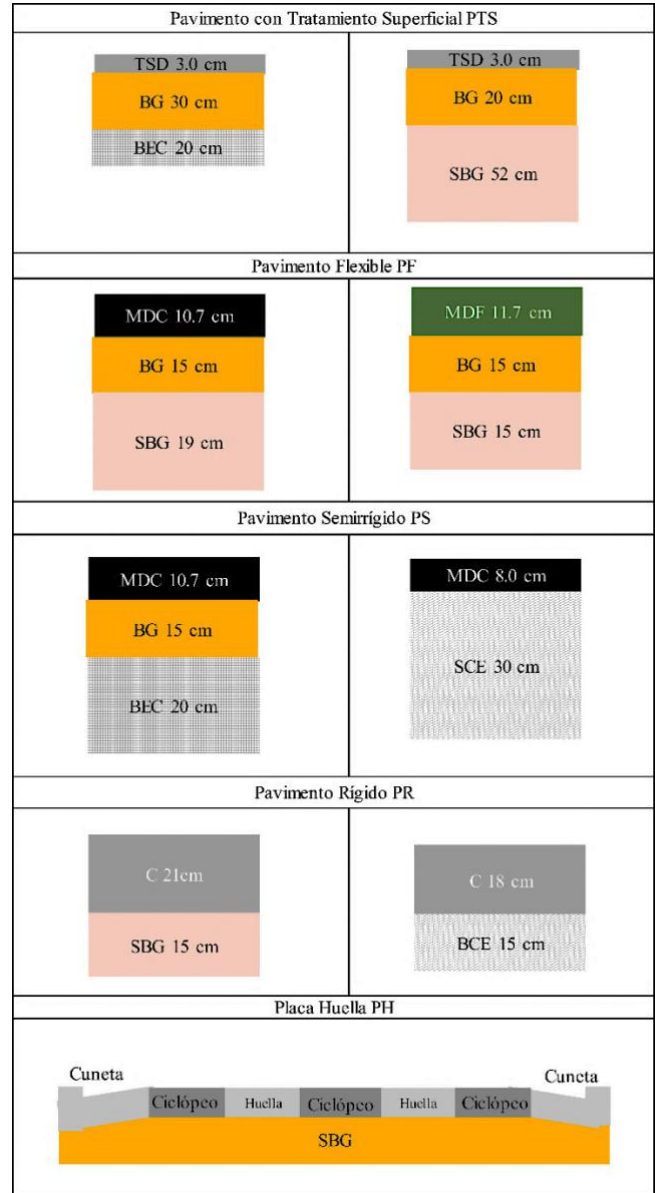 Pavimento con Tratamiento Superficial PTS
TSD 3.0 cm
BG 30 cm
BEC 20 cm
TSD 3.0 cm
BG 20 cm
SBG 52 cm
Pavimento Flexible PF
MDC 10.7 cm
BG 15 cm
SBG 19 cm
MDF 11.7 cm
BG 15 cm
SBG 15 cm
Pavimento Semirrígido PS
MDC 10.7 cm
BG 15 cm
BEC 20 cm
MDC 8.0 cm
SCE 30 cm
Pavimento Rígido PR
C 21cm
SBG 15 cm
C 18 cm
BCE 15 cm
Placa Huella PH
Cuneta
Cuneta
Ciclópeo Huella Ciclópeo Huella Ciclópeo
SBG